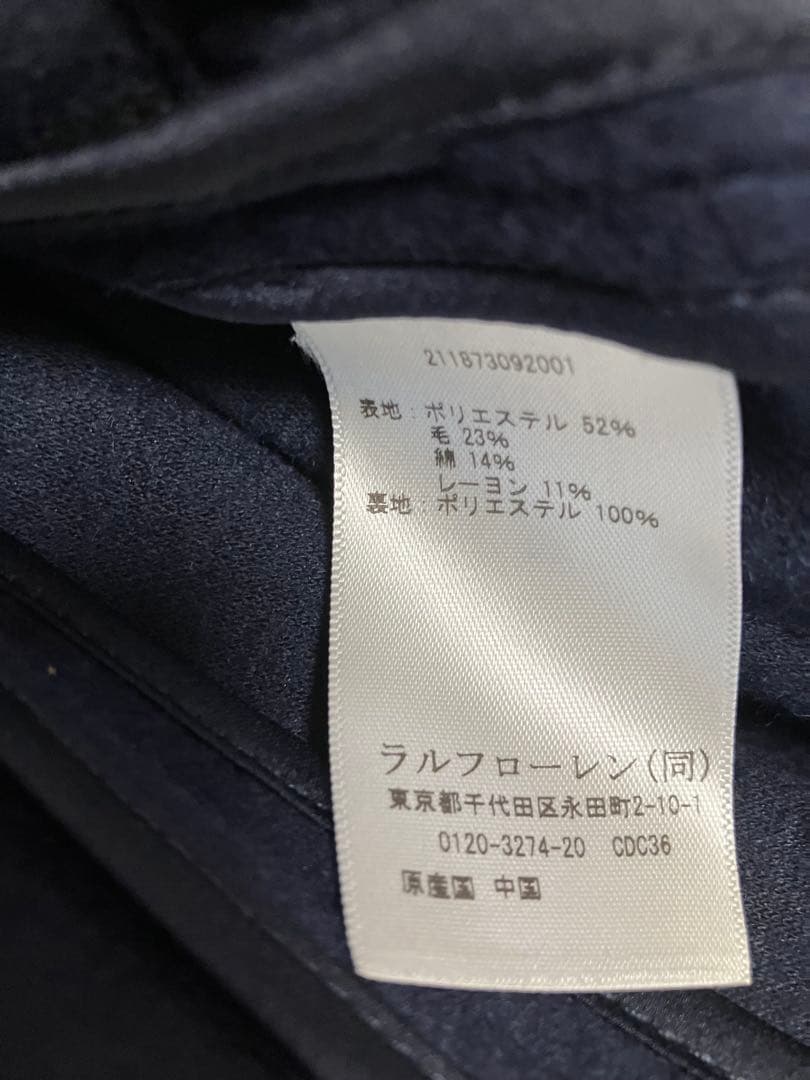 211873092001
表地：ポリエステル 52%
毛 23%
綿 14%
レーヨン 11%
裏地：ポリエステル 100%
ラルフローレン(同)
東京都千代田区永田町2-10-1
0120-3274-20 CDC36
原産国 中国